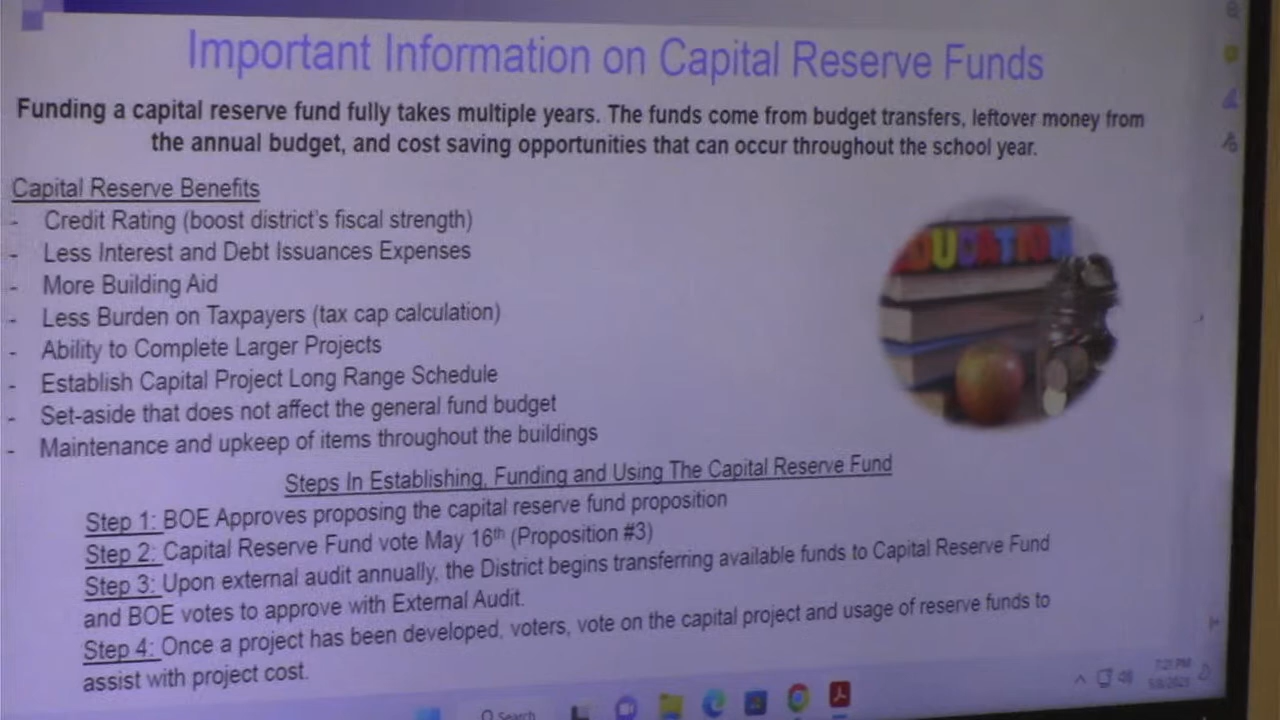 Important Information on Capital Reserve Funds
Funding a capital reserve fund fully takes multiple years. The funds come from budget transfers, leftover money from
the annual budget, and cost saving opportunities that can occur throughout the school year.
Capital Reserve Benefits
- Credit Rating (boost district's fiscal strength)
- Less Interest and Debt Issuances Expenses
- More Building Aid
- Less Burden on Taxpayers (tax cap calculation)
- Ability to Complete Larger Projects
- Establish Capital Project Long Range Schedule
- Set-aside that does not affect the general fund budget
- Maintenance and upkeep of items throughout the buildings
EDUCATION
Steps In Establishing, Funding and Using The Capital Reserve Fund
Step 1: BOE Approves proposing the capital reserve fund proposition
Step 2: Capital Reserve Fund vote May 16th (Proposition #3)
Step 3: Upon external audit annually, the District begins transferring available funds to Capital Reserve Fund
and BOE votes to approve with External Audit.
Step 4: Once a project has been developed, voters, vote on the capital project and usage of reserve funds to
assist with project cost.
Search
7:21 PM
5/8/2023